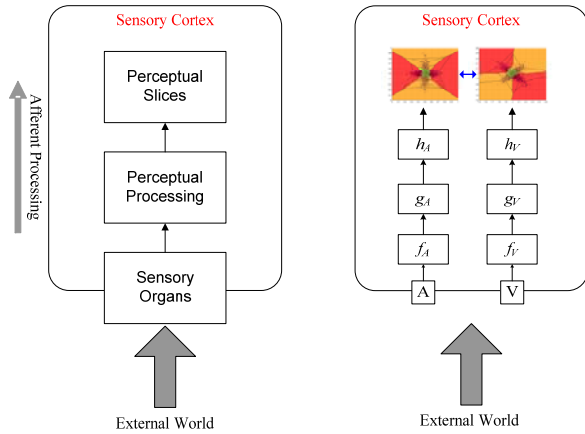 Sensory Cortex
Perceptual
Slices
Perceptual
Processing
Sensory
Organs
Afferent Processing
External World
Sensory Cortex
h_A
h_V
g_A
g_V
f_A
f_V
A
V
External World